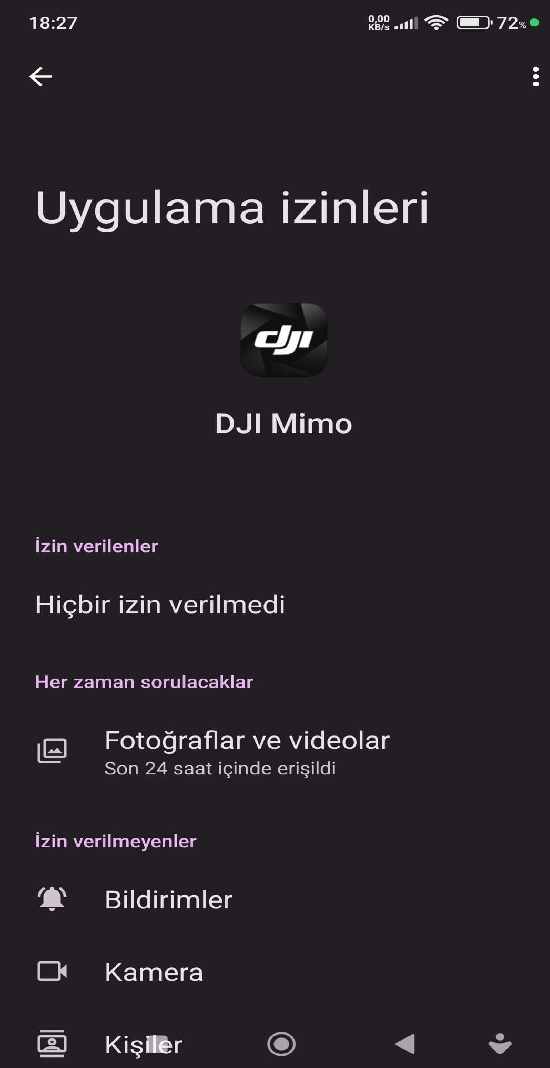 18:27
0,00
KB/s
72%
Uygulama izinleri
dji
DJI Mimo
İzin verilenler
Hiçbir izin verilmedi
Her zaman sorulacaklar
Fotoğraflar ve videolar
Son 24 saat içinde erişildi
İzin verilmeyenler
Bildirimler
Kamera
Kişiler